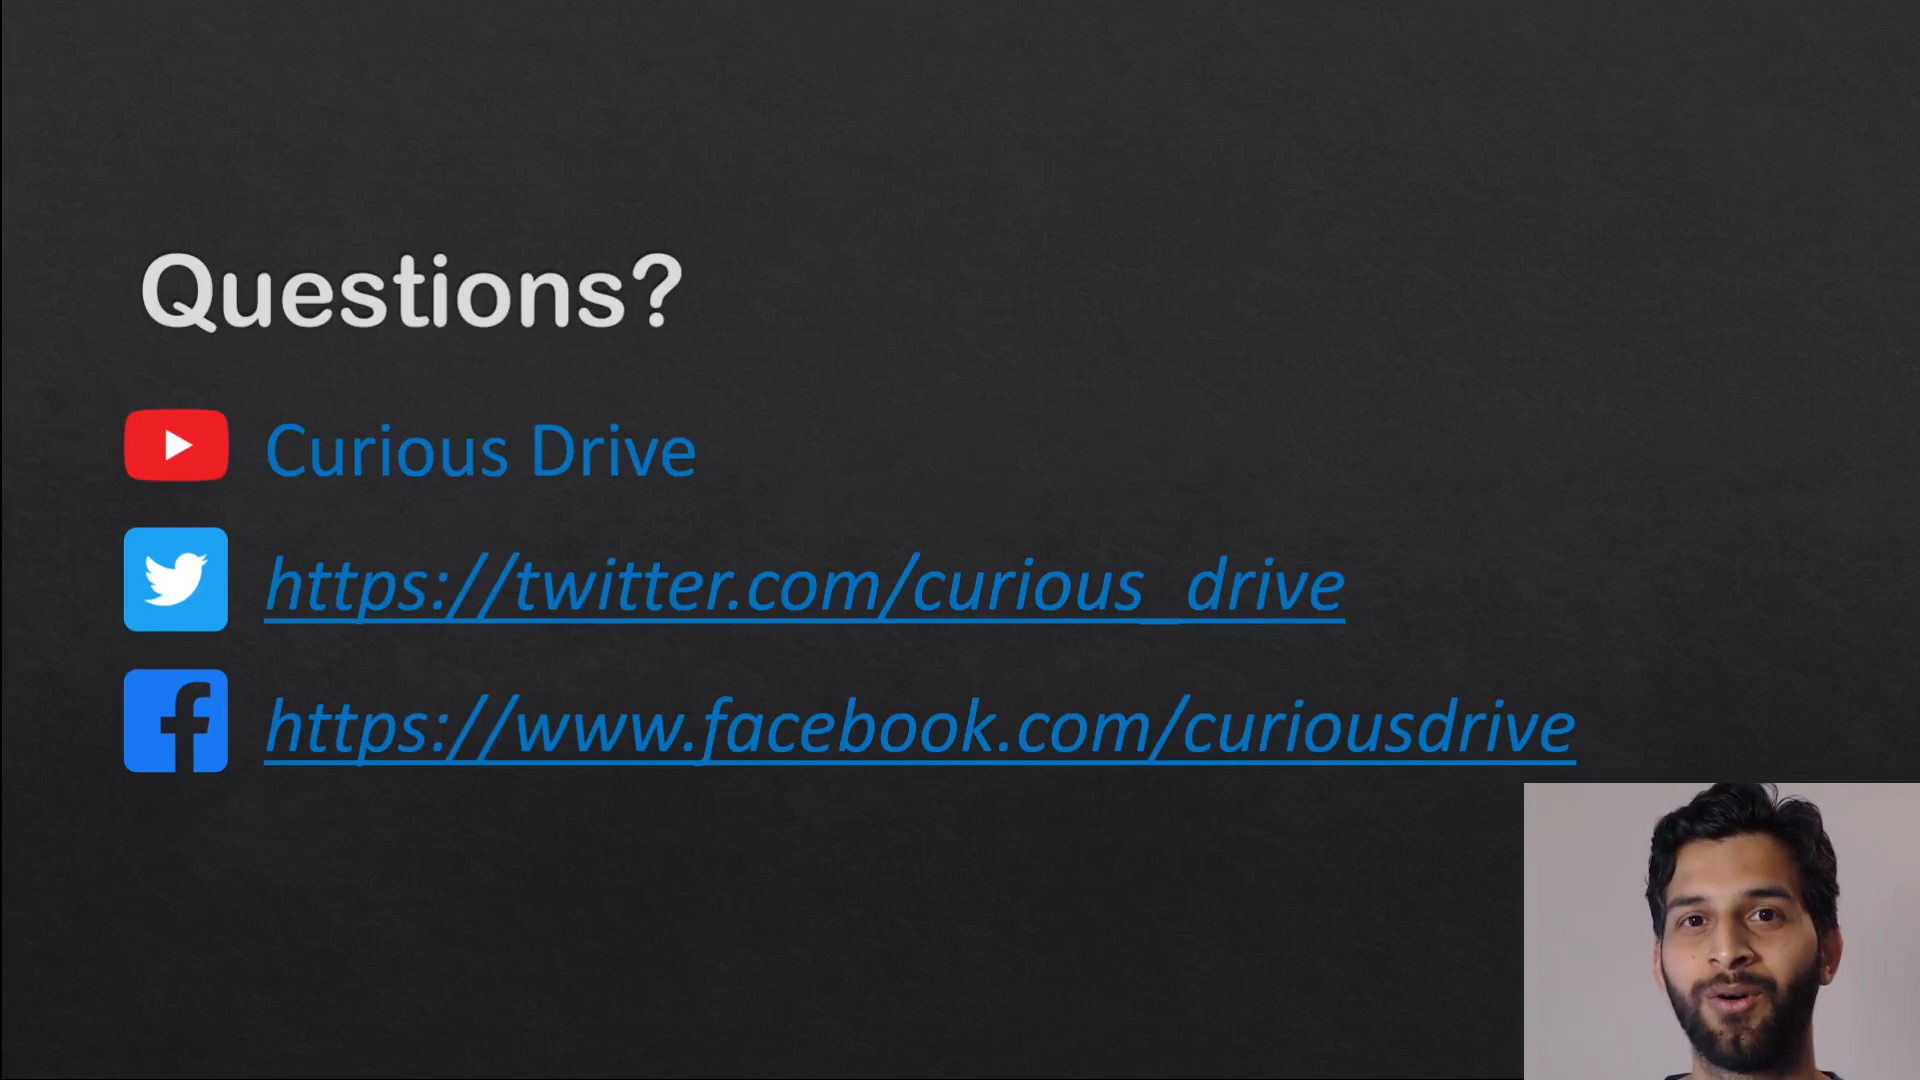 Questions?
Curious Drive
https://twitter.com/curious_drive
https://www.facebook.com/curiousdrive